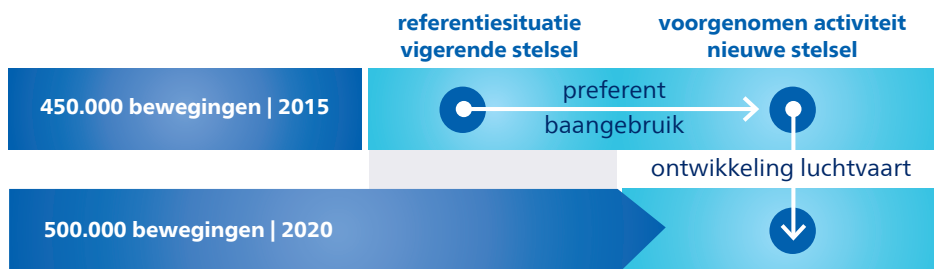 referentiesituatie
vigerende stelsel
voorgenomen activiteit
nieuwe stelsel
450.000 bewegingen | 2015
preferent
baangebruik
ontwikkeling luchtvaart
500.000 bewegingen | 2020